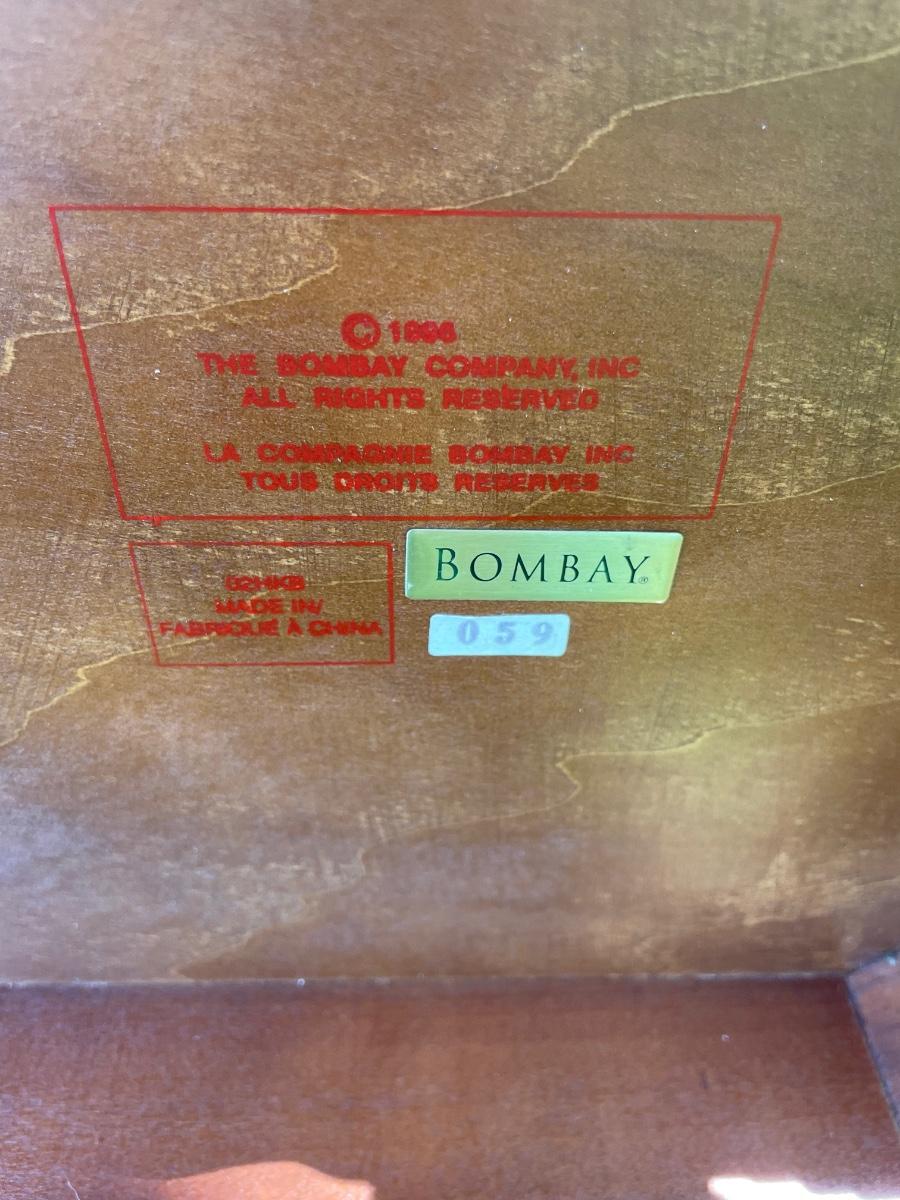 © 1996
THE BOMBAY COMPANY, INC
ALL RIGHTS RESERVED
LA COMPAGNIE BOMBAY INC
TOUS DROITS RESERVES
BOMBAY®
02HKB
MADE IN/
FABRIQUÉ À CHINA
059